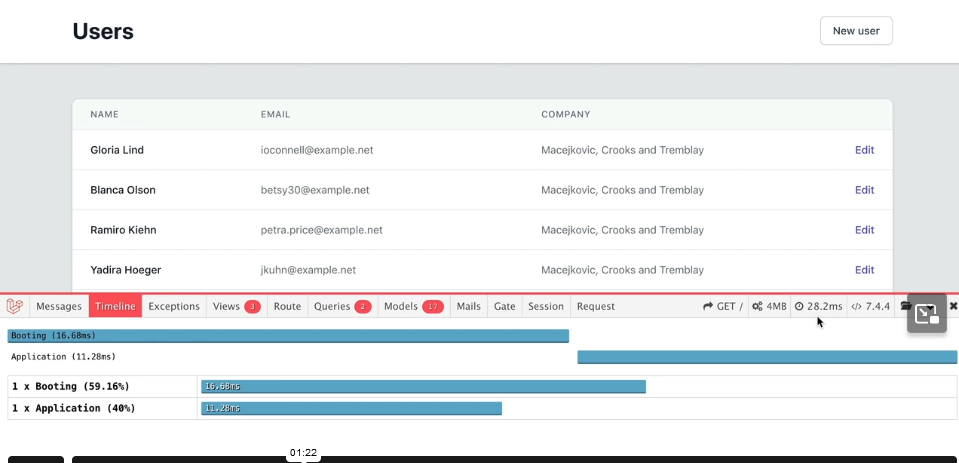 Users
New user
NAME EMAIL COMPANY
Gloria Lind ioconnell@example.net Macejkovic, Crooks and Tremblay Edit
Blanca Olson betsy30@example.net Macejkovic, Crooks and Tremblay Edit
Ramiro Kiehn petra.price@example.net Macejkovic, Crooks and Tremblay Edit
Yadira Hoeger jkuhn@example.net Macejkovic, Crooks and Tremblay Edit
Messages Timeline Exceptions Views 3 Route Queries 2 Models 17 Mails Gate Session Request GET / 4MB 28.2ms </> 7.4.4
Booting (16.68ms)
Application (11.28ms)
1 x Booting (59.16%) 16.68ms
1 x Application (40%) 11.28ms
01:22